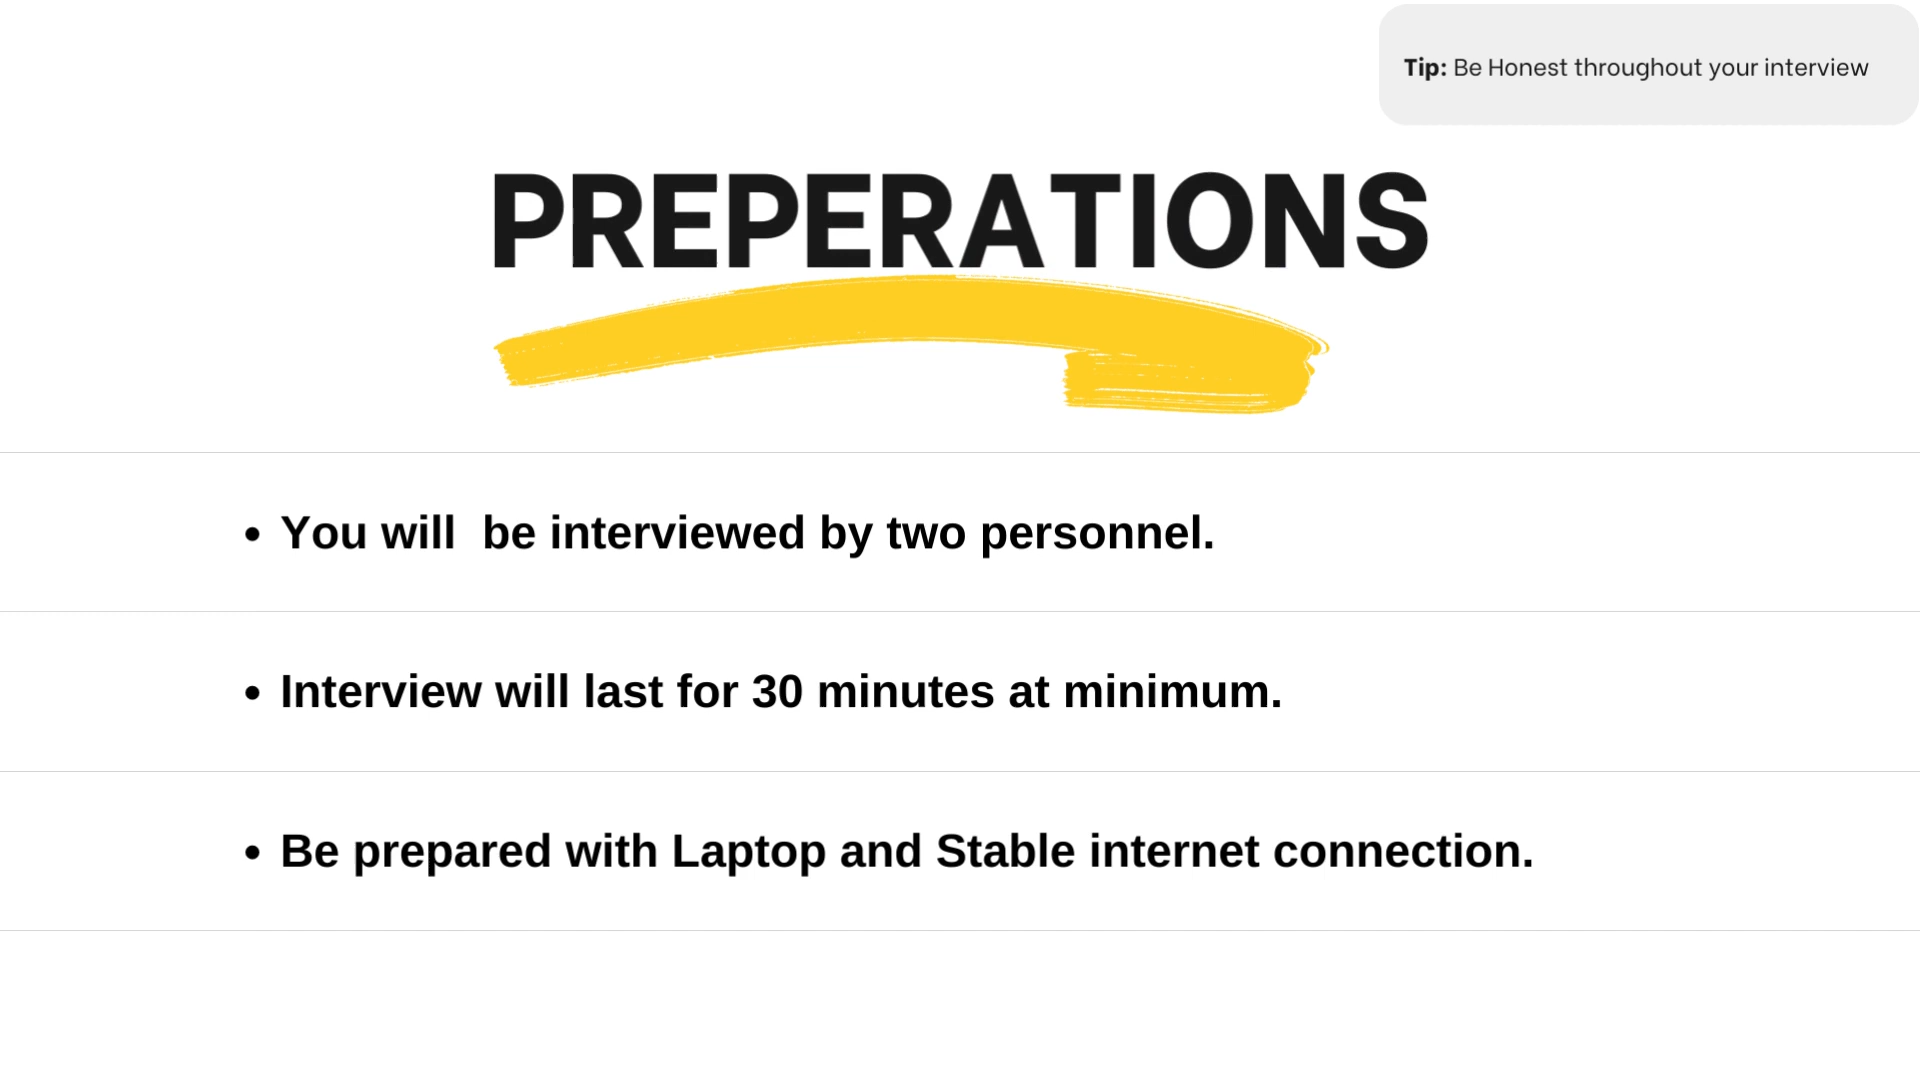 Tip: Be Honest throughout your interview
PREPERATIONS
• You will  be interviewed by two personnel.
• Interview will last for 30 minutes at minimum.
• Be prepared with Laptop and Stable internet connection.